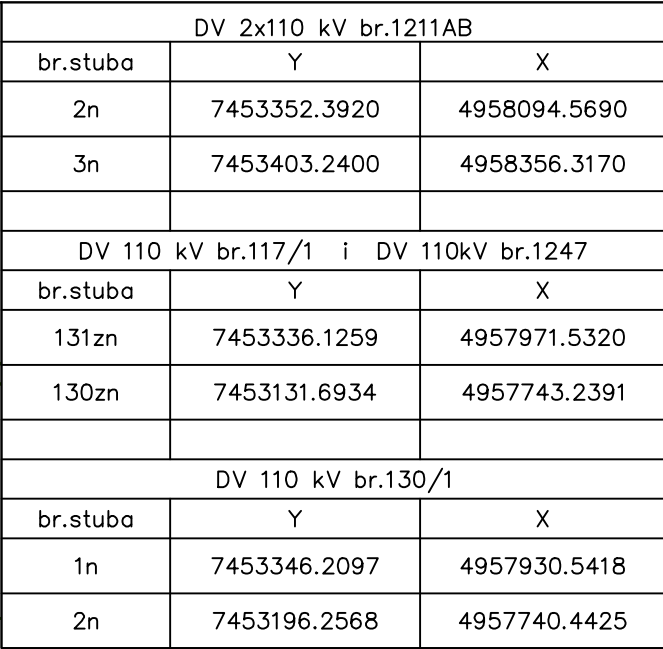 DV 2x110 kV br.1211AB
br.stuba Y X
2n 7453352.3920 4958094.5690
3n 7453403.2400 4958356.3170
DV 110 kV br.117/1 i DV 110kV br.1247
br.stuba Y X
131zn 7453336.1259 4957971.5320
130zn 7453131.6934 4957743.2391
DV 110 kV br.130/1
br.stuba Y X
1n 7453346.2097 4957930.5418
2n 7453196.2568 4957740.4425